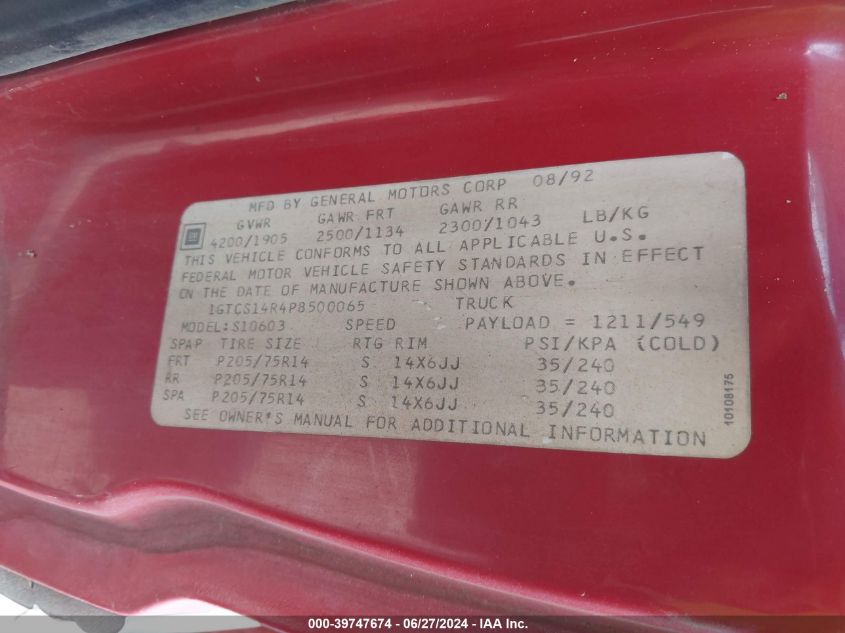 MFD BY GENERAL MOTORS CORP 08/92
GVWR GAWR FRT GAWR RR
GM 4200/1905 2500/1134 2300/1043 LB/KG
THIS VEHICLE CONFORMS TO ALL APPLICABLE U.S.
FEDERAL MOTOR VEHICLE SAFETY STANDARDS IN EFFECT
ON THE DATE OF MANUFACTURE SHOWN ABOVE.
1GTCS14R4P8500065 TRUCK
MODEL:S10603 PAYLOAD = 1211/549
SPAP TIRE SIZE SPEED RTG RIM PSI/KPA (COLD)
FRT P205/75R14 S 14X6JJ 35/240
RR P205/75R14 S 14X6JJ 35/240
SPA P205/75R14 S 14X6JJ 35/240
SEE OWNER'S MANUAL FOR ADDITIONAL INFORMATION
10108175
000-39747674 - 06/27/2024 - IAA Inc.